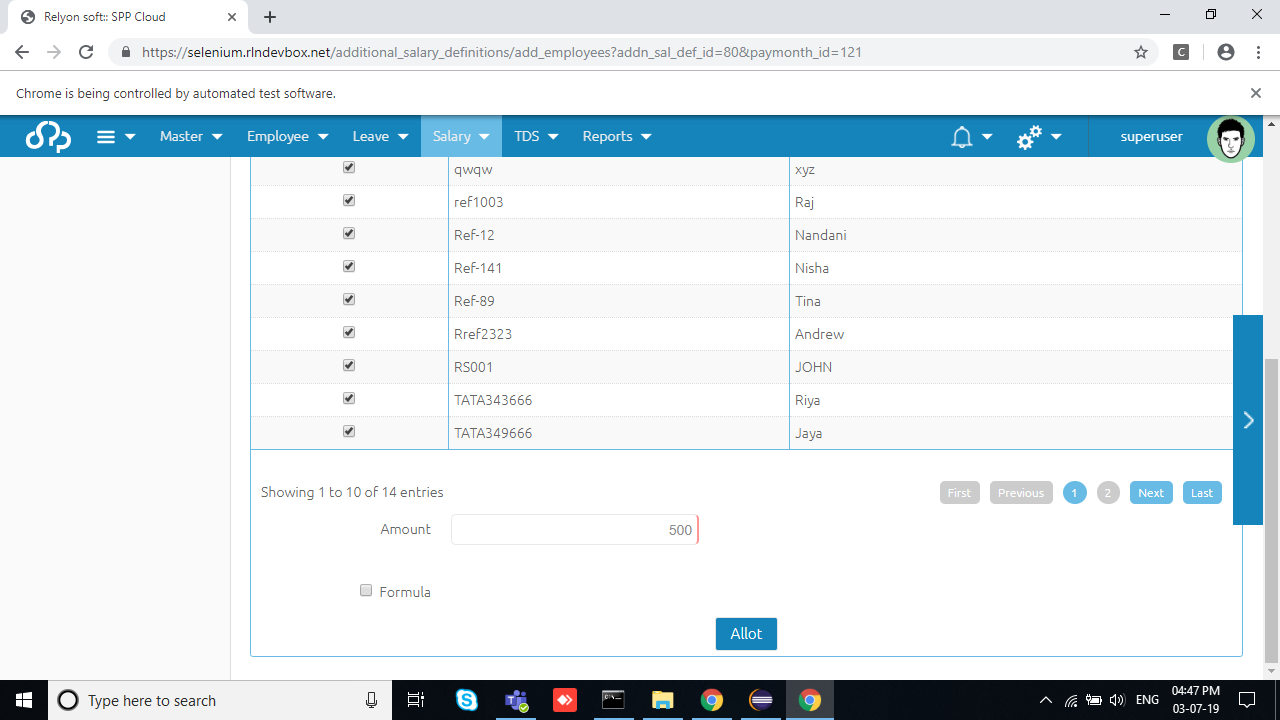 Relyon soft:: SPP Cloud
https://selenium.rlndevbox.net/additional_salary_definitions/add_employees?addn_sal_def_id=80&paymonth_id=121
C
Chrome is being controlled by automated test software.
Master Employee Leave Salary TDS Reports superuser
qwqw xyz
ref1003 Raj
Ref-12 Nandani
Ref-141 Nisha
Ref-89 Tina
Rref2323 Andrew
RS001 JOHN
TATA343666 Riya
TATA349666 Jaya
Showing 1 to 10 of 14 entries First Previous 1 2 Next Last
Amount 500
Formula
Allot
Type here to search ENG 04:47 PM
03-07-19